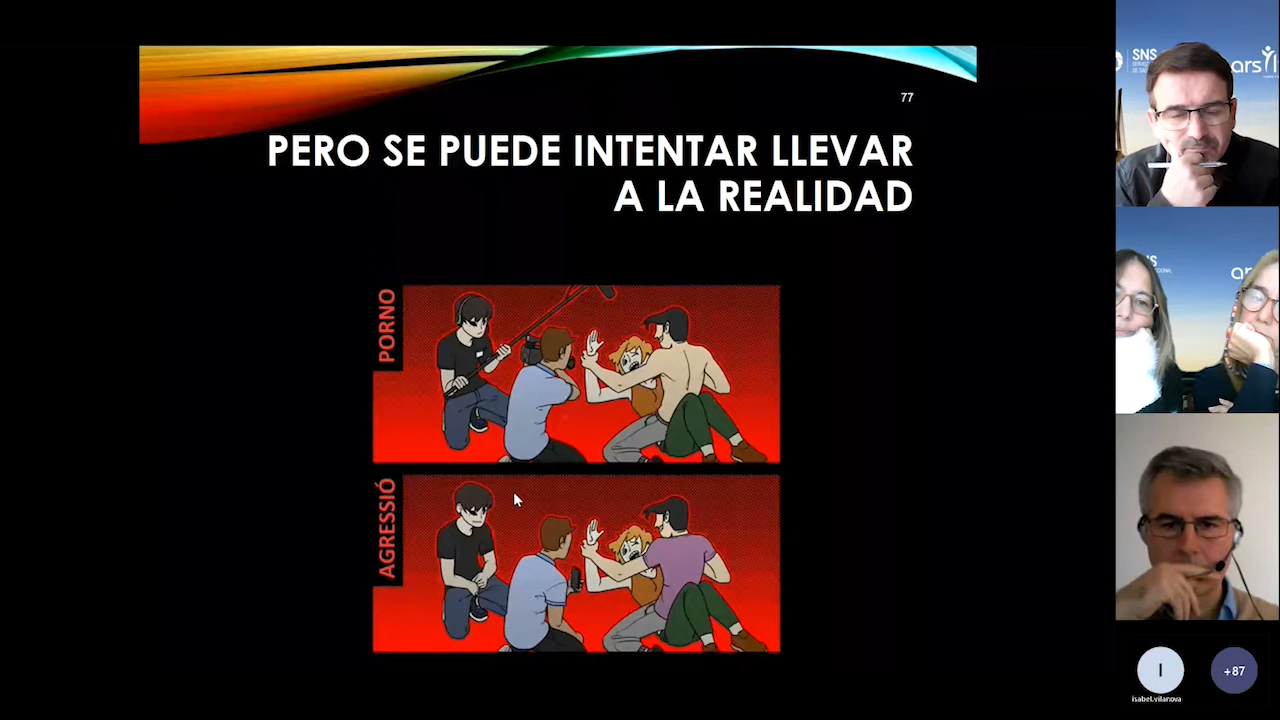 77
PERO SE PUEDE INTENTAR LLEVAR
A LA REALIDAD
PORNO
AGRESSIÓ
SNS
ars
isabel.vilanova
I
+87